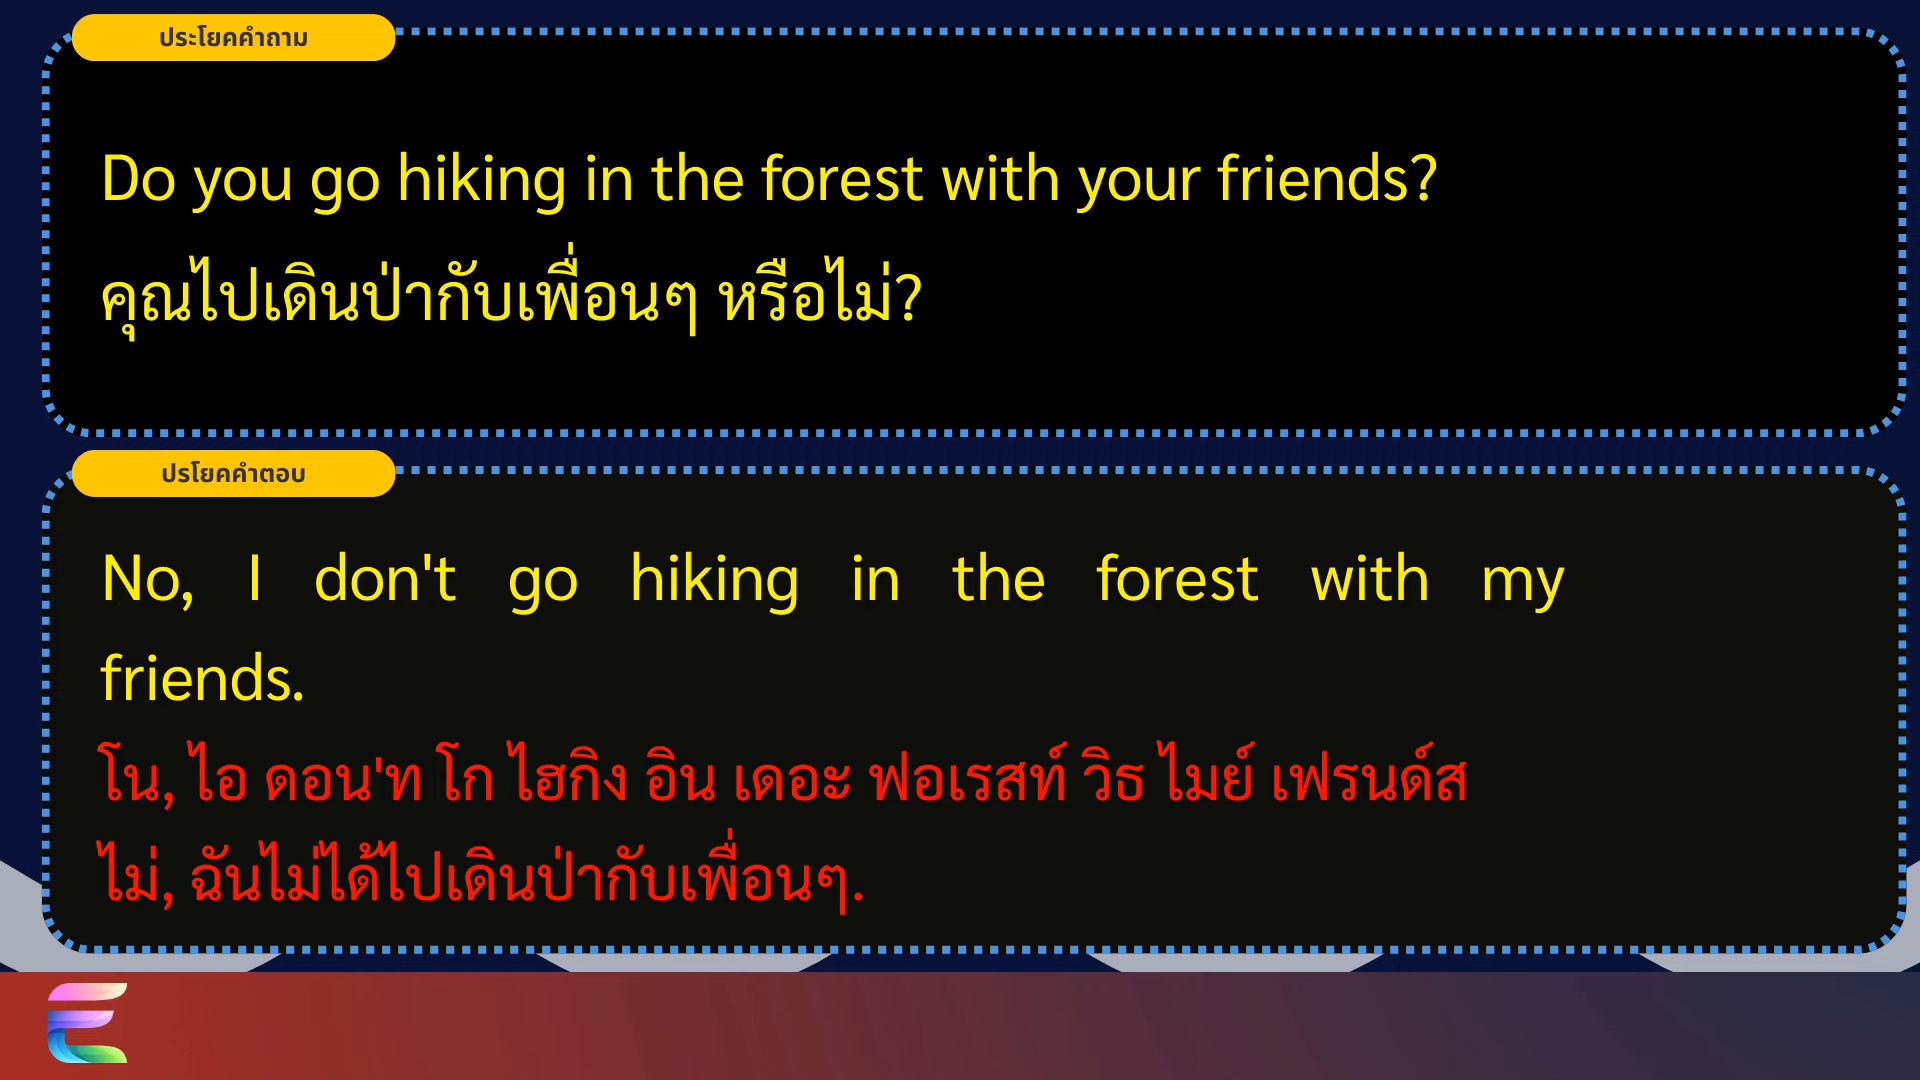 ประโยคคำถาม
Do you go hiking in the forest with your friends?
คุณไปเดินป่ากับเพื่อนๆ หรือไม่?
ปรโยคคำตอบ
No, I don't go hiking in the forest with my
friends.
โน, ไอ ดอน'ท โก ไฮกิง อิน เดอะ ฟอเรสท์ วิธ ไมย์ เฟรนด์ส
ไม่, ฉันไม่ได้ไปเดินป่ากับเพื่อนๆ.